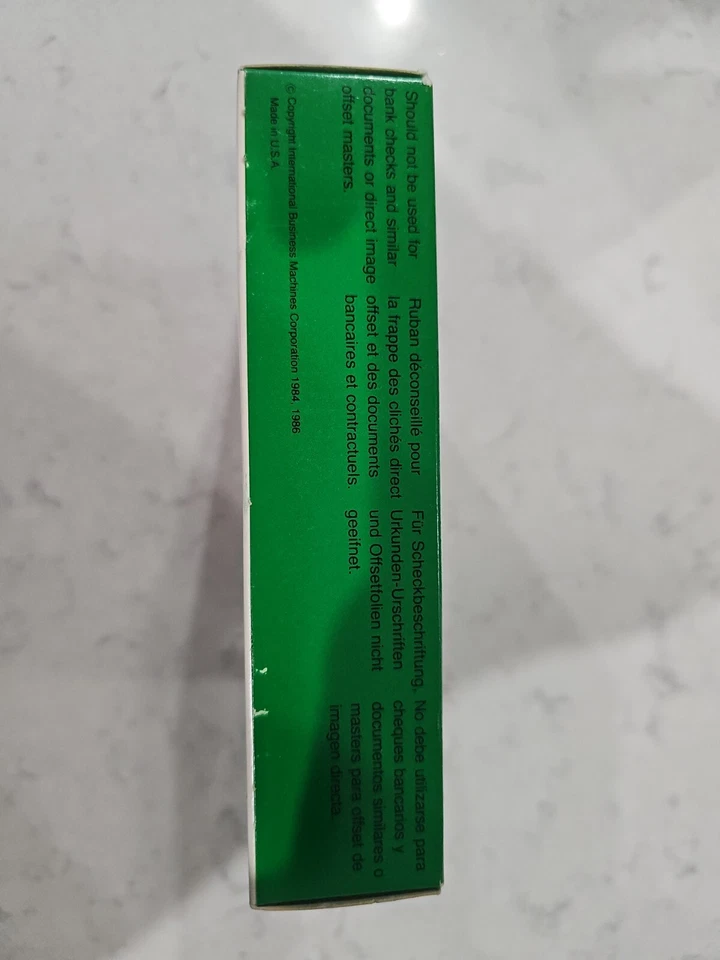 Should not be used for
bank checks and similar
documents or direct image
offset masters.
Ruban déconseillé pour
la frappe des clichés direct
offset et des documents
bancaires et contractuels.
Für Scheckbeschriftung,
Urkunden-Urschriften
und Offsetfolien nicht
geeifnet.
No debe utilizarse para
cheques bancarios y
documentos similares o
masters para offset de
imagen directa.
© Copyright International Business Machines Corporation 1984, 1986
Made in U.S.A.